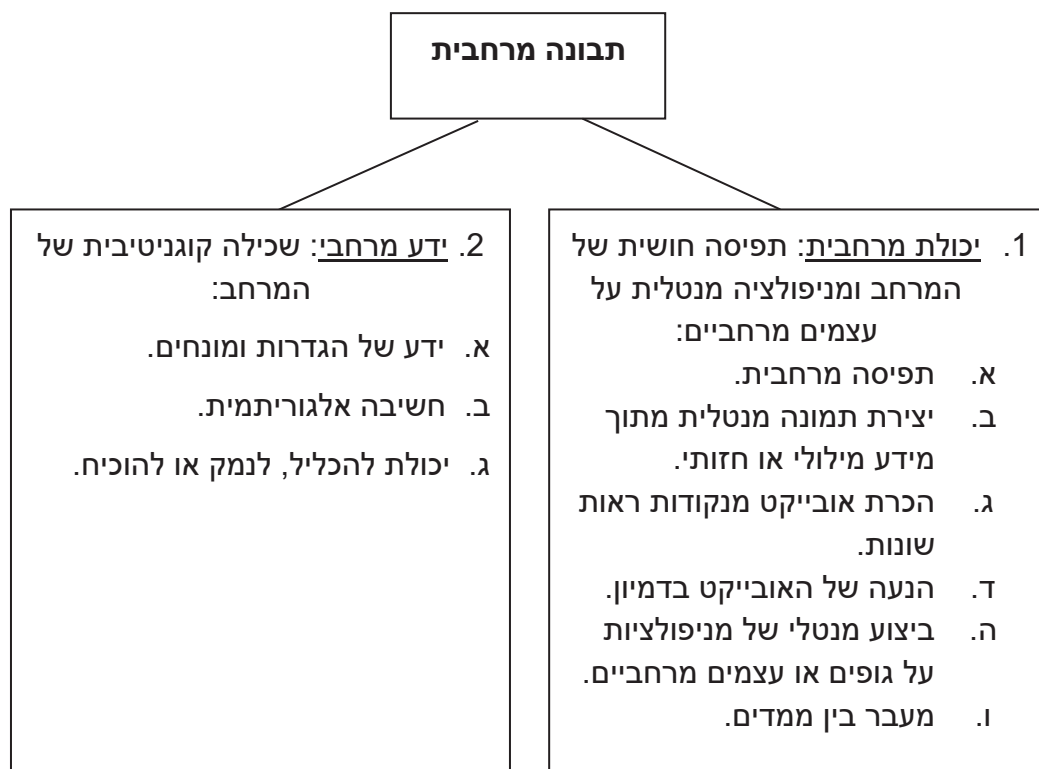 תבונה מרחבית
1. יכולת מרחבית: תפיסה חושית של
המרחב ומניפולציה מנטלית על
עצמים מרחביים:
א. תפיסה מרחבית.
ב. יצירת תמונה מנטלית מתוך
מידע מילולי או חזותי.
ג. הכרת אובייקט מנקודות ראות
שונות.
ד. הנעה של האובייקט בדמיון.
ה. ביצוע מנטלי של מניפולציות
על גופים או עצמים מרחביים.
ו. מעבר בין ממדים.
2. ידע מרחבי: שכילה קוגניטיבית של
המרחב:
א. ידע של הגדרות ומונחים.
ב. חשיבה אלגוריתמית.
ג. יכולת להכליל, לנמק או להוכיח.